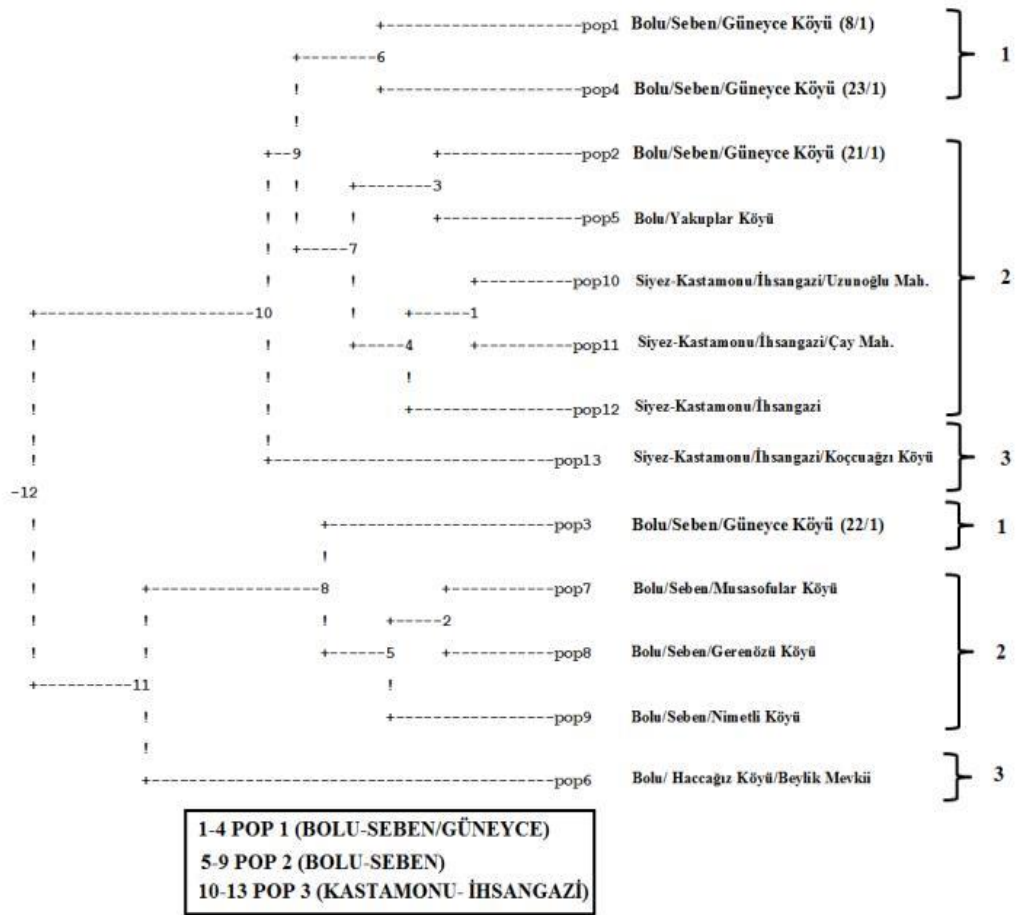 pop1 Bolu/Seben/Güneyce Köyü (8/1)
1
6
pop4 Bolu/Seben/Güneyce Köyü (23/1)
9
pop2 Bolu/Seben/Güneyce Köyü (21/1)
3
pop5 Bolu/Yakuplar Köyü
7
pop10 Siyez-Kastamonu/İhsangazi/Uzunoğlu Mah.
2
10
1
pop11 Siyez-Kastamonu/İhsangazi/Çay Mah.
4
pop12 Siyez-Kastamonu/İhsangazi
pop13 Siyez-Kastamonu/İhsangazi/Koçcuağzı Köyü
3
-12
pop3 Bolu/Seben/Güneyce Köyü (22/1)
1
8
pop7 Bolu/Seben/Musasofular Köyü
2
5
pop8 Bolu/Seben/Gerenözü Köyü
2
11
pop9 Bolu/Seben/Nimetli Köyü
pop6 Bolu/ Haccağız Köyü/Beylik Mevkii
3
1-4 POP 1 (BOLU-SEBEN/GÜNEYCE)
5-9 POP 2 (BOLU-SEBEN)
10-13 POP 3 (KASTAMONU- İHSANGAZİ)